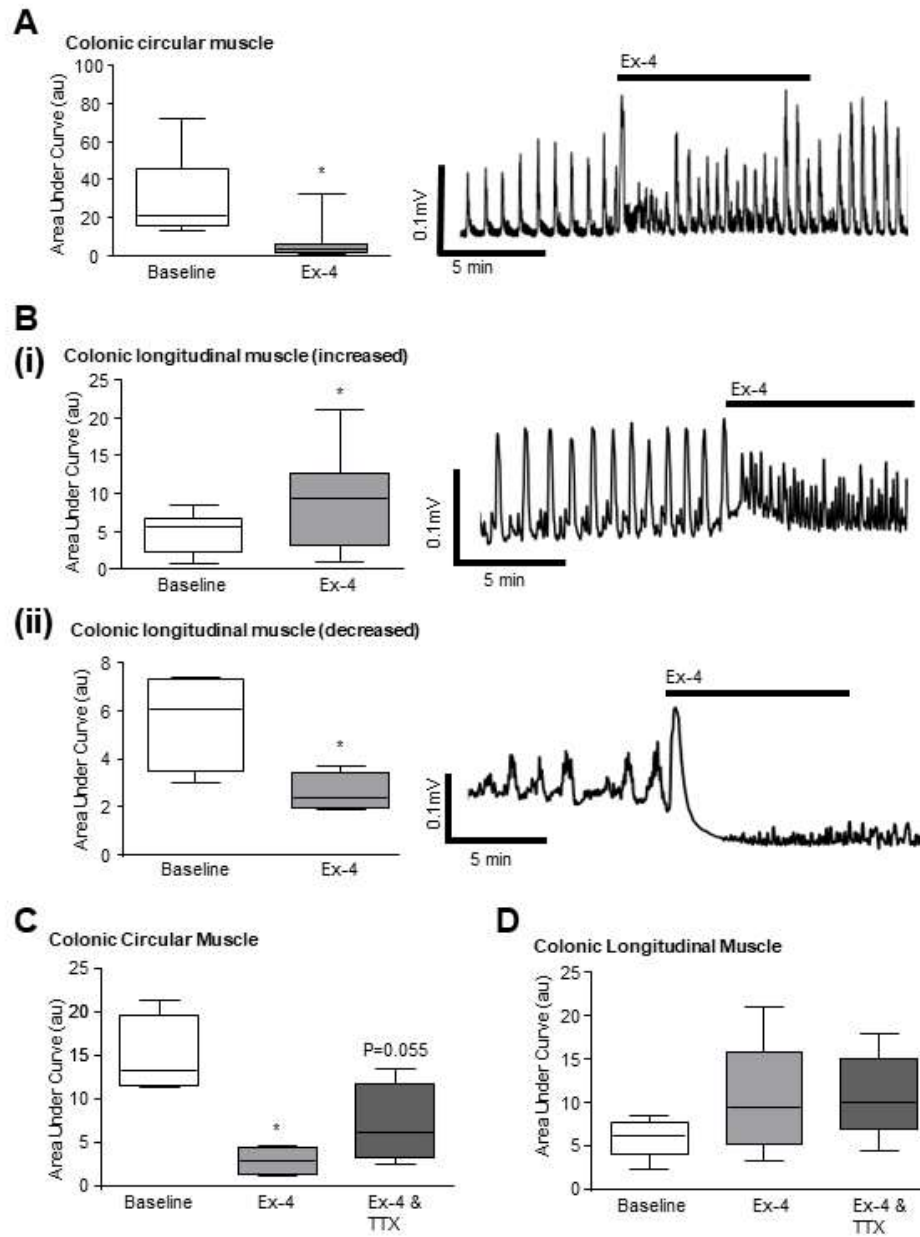 A
Colonic circular muscle
Area Under Curve (au)
100
80
60
40
20
0
*
Baseline
Ex-4
Ex-4
0.1mV
5 min
B
(i)
Colonic longitudinal muscle (increased)
Area Under Curve (au)
25
20
15
10
5
0
*
Baseline
Ex-4
Ex-4
0.1mV
5 min
(ii)
Colonic longitudinal muscle (decreased)
Area Under Curve (au)
8
6
4
2
0
*
Baseline
Ex-4
Ex-4
0.1mV
5 min
C
Colonic Circular Muscle
Area Under Curve (au)
25
20
15
10
5
0
*
P=0.055
Baseline
Ex-4
Ex-4 &
TTX
D
Colonic Longitudinal Muscle
Area Under Curve (au)
25
20
15
10
5
0
Baseline
Ex-4
Ex-4 &
TTX